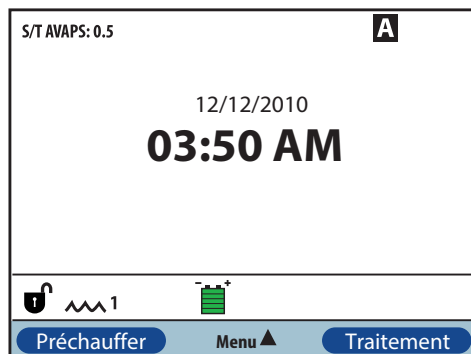 S/T AVAPS: 0.5 A
12/12/2010
03:50 AM
1
Préchauffer Menu Traitement